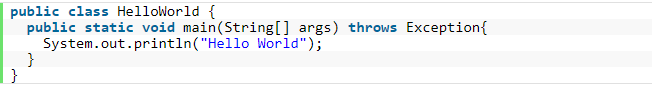 public class HelloWorld {
  public static void main(String[] args) throws Exception{
    System.out.println("Hello World");
  }
}